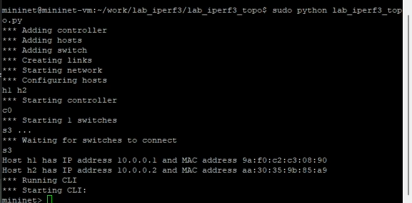 mininet@mininet-vm:~/work/lab_iperf3/lab_iperf3_topo$ sudo python lab_iperf3_top
o.py
*** Adding controller
*** Adding hosts
*** Adding switch
*** Creating links
*** Starting network
*** Configuring hosts
h1 h2
*** Starting controller
c0
*** Starting 1 switches
s3 ...
*** Waiting for switches to connect
s3
Host h1 has IP address 10.0.0.1 and MAC address 9a:f0:c2:c3:08:90
Host h2 has IP address 10.0.0.2 and MAC address aa:30:35:9b:85:a9
*** Running CLI
*** Starting CLI:
mininet>